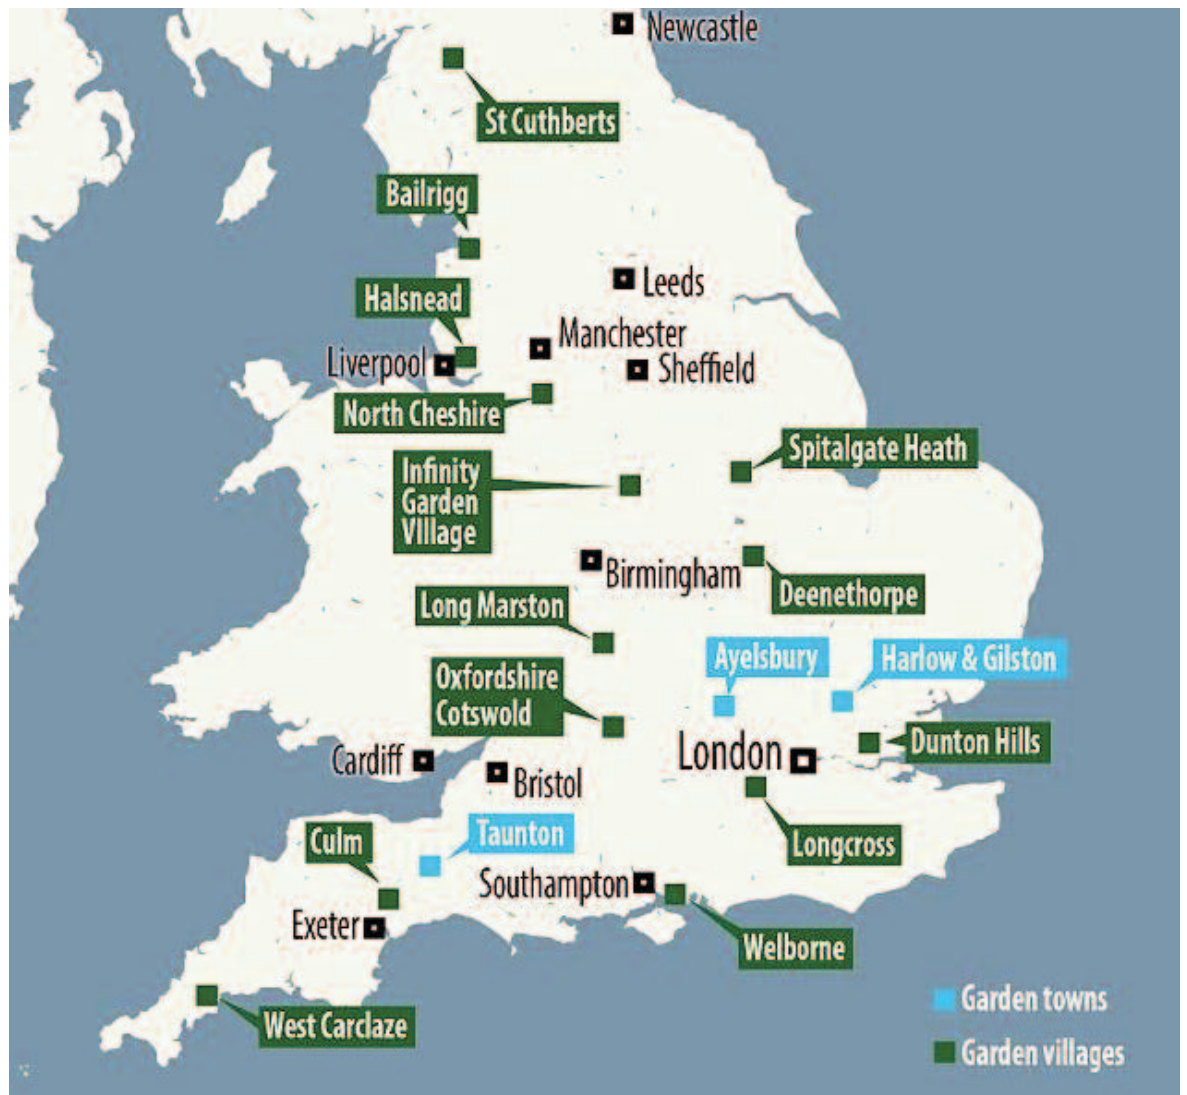 Newcastle
St Cuthberts
Bailrigg
Leeds
Halsnead
Manchester
Liverpool
Sheffield
North Cheshire
Spitalgate Heath
Infinity
Garden
VIllage
Birmingham
Deenethorpe
Long Marston
Ayelsbury
Harlow & Gilston
Oxfordshire
Cotswold
Dunton Hills
London
Cardiff
Bristol
Taunton
Culm
Longcross
Southampton
Exeter
Welborne
West Carclaze
Garden towns
Garden villages